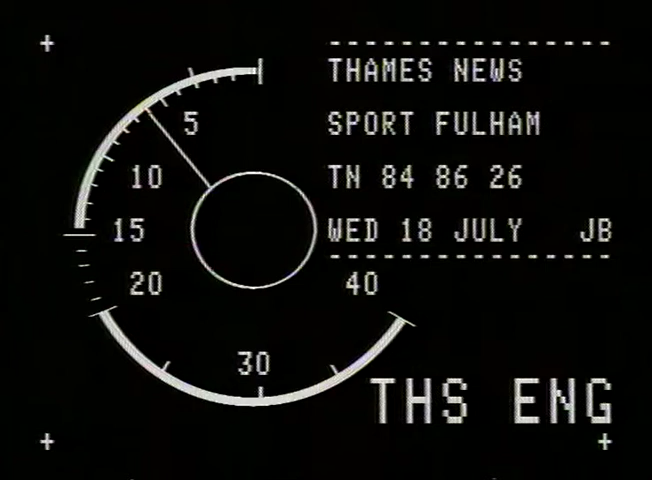 THAMES NEWS
SPORT FULHAM
TN 84 86 26
WED 18 JULY JB
5
10
15
20
30
40
THS ENG